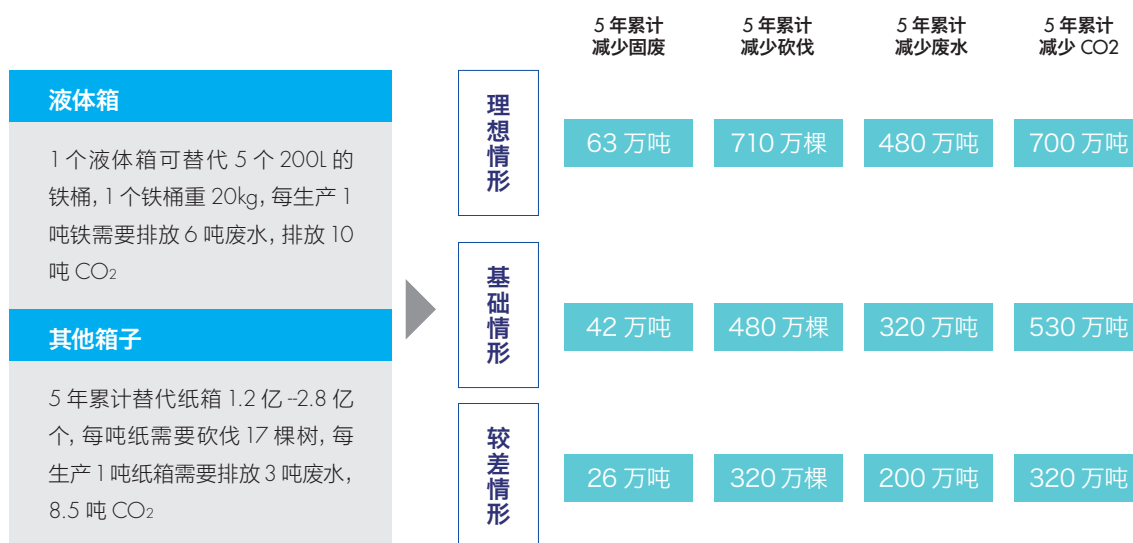 5 年累计
减少固废
5 年累计
减少砍伐
5 年累计
减少废水
5 年累计
减少 CO2
液体箱
1 个液体箱可替代 5 个 200L 的
铁桶, 1 个铁桶重 20kg, 每生产 1
吨铁需要排放 6 吨废水, 排放 10
吨 CO₂
其他箱子
5 年累计替代纸箱 1.2 亿 --2.8 亿
个, 每吨纸需要砍伐 17 棵树, 每
生产 1 吨纸箱需要排放 3 吨废水,
8.5 吨 CO₂
理想情形
63 万吨
710 万棵
480 万吨
700 万吨
基础情形
42 万吨
480 万棵
320 万吨
530 万吨
较差情形
26 万吨
320 万棵
200 万吨
320 万吨